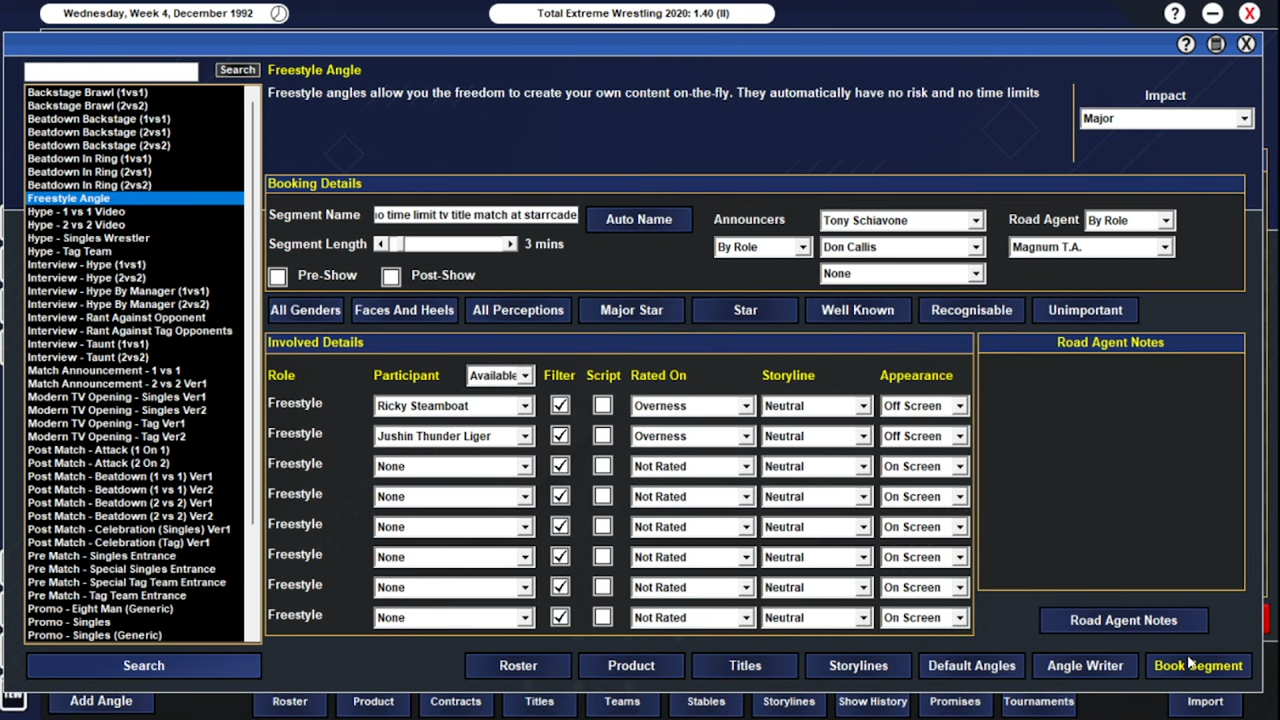 Wednesday, Week 4, December 1992
Total Extreme Wrestling 2020: 1.40 (II)
Search
Freestyle Angle
Freestyle angles allow you the freedom to create your own content on-the-fly. They automatically have no risk and no time limits
Impact
Major
Backstage Brawl (1vs1)
Backstage Brawl (2vs2)
Beatdown Backstage (1vs1)
Beatdown Backstage (2vs1)
Beatdown Backstage (2vs2)
Beatdown In Ring (1vs1)
Beatdown In Ring (2vs1)
Beatdown In Ring (2vs2)
Freestyle Angle
Hype - 1 vs 1 Video
Hype - 2 vs 2 Video
Hype - Singles Wrestler
Hype - Tag Team
Interview - Hype (1vs1)
Interview - Hype (2vs2)
Interview - Hype By Manager (1vs1)
Interview - Hype By Manager (2vs2)
Interview - Rant Against Opponent
Interview - Rant Against Tag Opponents
Interview - Taunt (1vs1)
Interview - Taunt (2vs2)
Match Announcement - 1 vs 1
Match Announcement - 2 vs 2 Ver1
Modern TV Opening - Singles Ver1
Modern TV Opening - Singles Ver2
Modern TV Opening - Tag Ver1
Modern TV Opening - Tag Ver2
Post Match - Attack (1 On 1)
Post Match - Attack (2 On 2)
Post Match - Beatdown (1 vs 1) Ver1
Post Match - Beatdown (1 vs 1) Ver2
Post Match - Beatdown (2 vs 2) Ver1
Post Match - Beatdown (2 vs 2) Ver2
Post Match - Celebration (Singles) Ver1
Post Match - Celebration (Tag) Ver1
Pre Match - Singles Entrance
Pre Match - Special Singles Entrance
Pre Match - Special Tag Team Entrance
Pre Match - Tag Team Entrance
Promo - Eight Man (Generic)
Promo - Singles
Promo - Singles (Generic)
Search
Booking Details
Segment Name
o time limit tv title match at starrcade
Auto Name
Announcers
Tony Schiavone
Road Agent
By Role
Segment Length
3 mins
By Role
Don Callis
Magnum T.A.
Pre-Show
Post-Show
None
All Genders
Faces And Heels
All Perceptions
Major Star
Star
Well Known
Recognisable
Unimportant
Involved Details
Road Agent Notes
Role Participant Available Filter Script Rated On Storyline Appearance
Freestyle Ricky Steamboat Overness Neutral Off Screen
Freestyle Jushin Thunder Liger Overness Neutral Off Screen
Freestyle None Not Rated Neutral On Screen
Freestyle None Not Rated Neutral On Screen
Freestyle None Not Rated Neutral On Screen
Freestyle None Not Rated Neutral On Screen
Freestyle None Not Rated Neutral On Screen
Freestyle None Not Rated Neutral On Screen
Road Agent Notes
Roster
Product
Titles
Storylines
Default Angles
Angle Writer
Book Segment
Add Angle
Roster
Product
Contracts
Titles
Teams
Stables
Storylines
Show History
Promises
Tournaments
Import